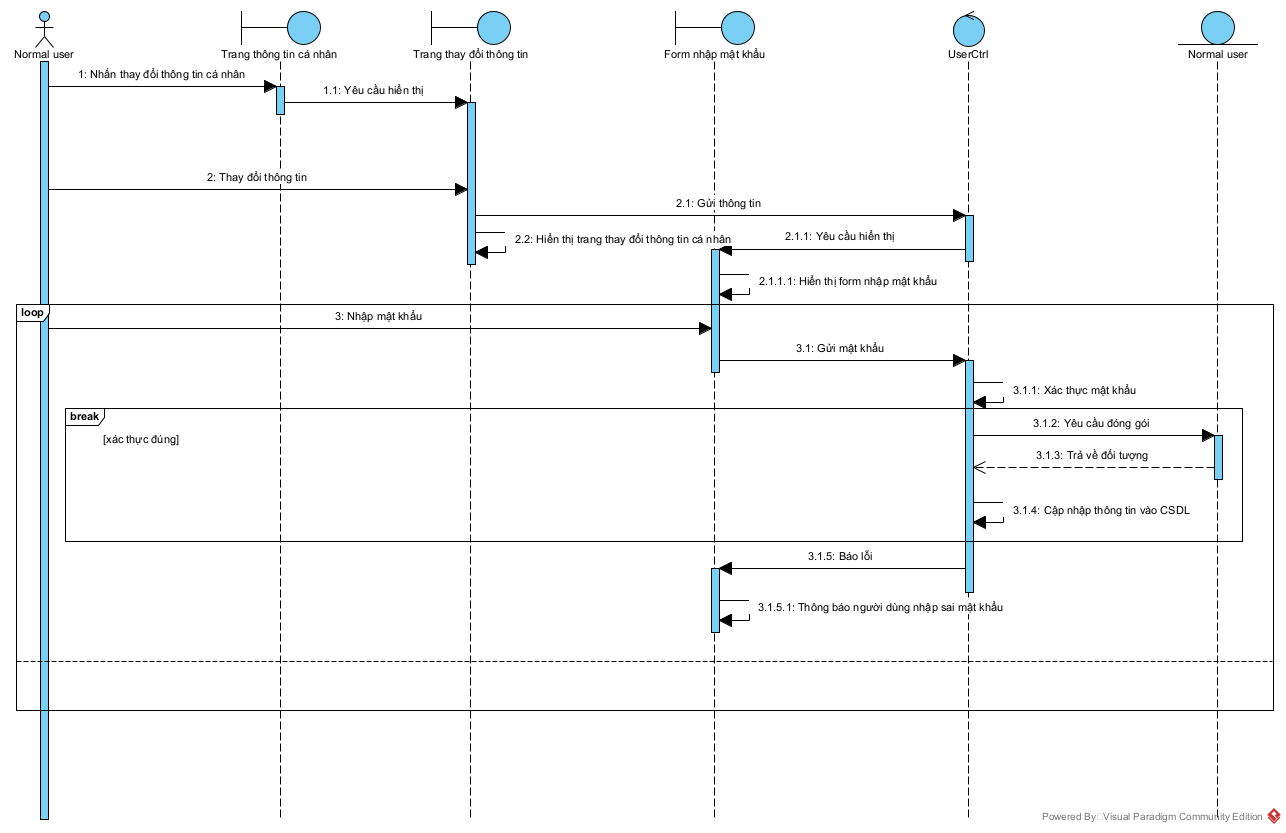 Normal user
Trang thông tin cá nhân
Trang thay đổi thông tin
Form nhập mật khẩu
UserCtrl
Normal user
1: Nhấn thay đổi thông tin cá nhân
1.1: Yêu cầu hiển thị
2: Thay đổi thông tin
2.1: Gửi thông tin
2.2: Hiển thị trang thay đổi thông tin cá nhân
2.1.1: Yêu cầu hiển thị
2.1.1.1: Hiển thị form nhập mật khẩu
loop
3: Nhập mật khẩu
3.1: Gửi mật khẩu
3.1.1: Xác thực mật khẩu
break
[xác thực đúng]
3.1.2: Yêu cầu đóng gói
3.1.3: Trả về đối tượng
3.1.4: Cập nhập thông tin vào CSDL
3.1.5: Báo lỗi
3.1.5.1: Thông báo người dùng nhập sai mật khẩu
Powered By Visual Paradigm Community Edition